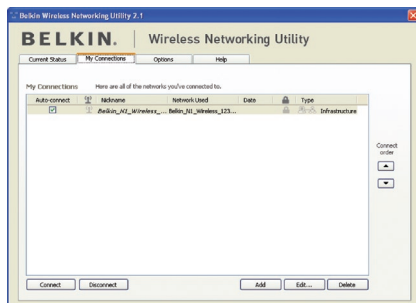 Belkin Wireless Networking Utility 2.1
BELKIN. Wireless Networking Utility
Current Status My Connections Options Help
My Connections Here are all of the networks you've connected to.
Auto-connect Nickname Network Used Date Type
Belkin_N1_Wireless_... Belkin_N1_Wireless_123... Infrastructure
Connect order
Connect Disconnect Add Edit... Delete